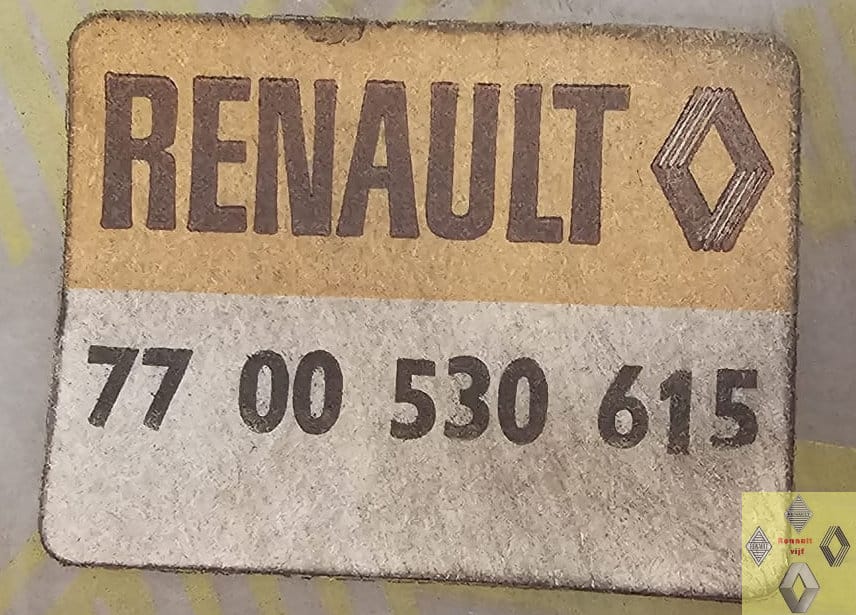 RENAULT
77 00 530 615
Renault
vijf